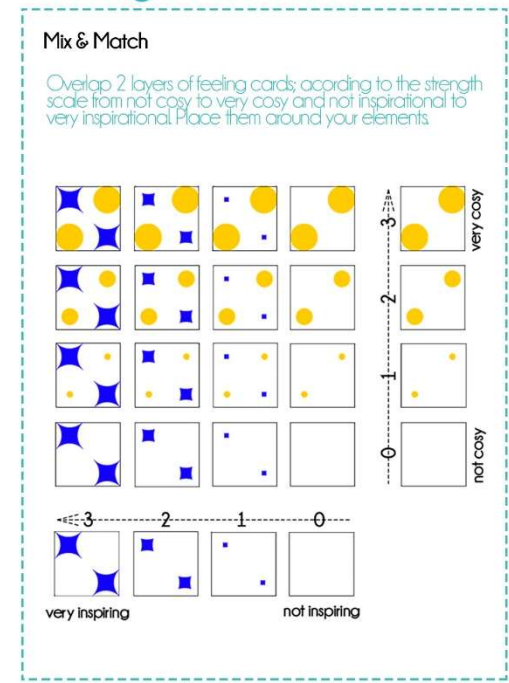 Mix & Match
Overlap 2 layers of feeling cards; acording to the strength
scale from not cosy to very cosy and not inspirational to
very inspirational. Place them around your elements.
3
very cosy
2
1
0
not cosy
3 2 1 0
very inspiring not inspiring